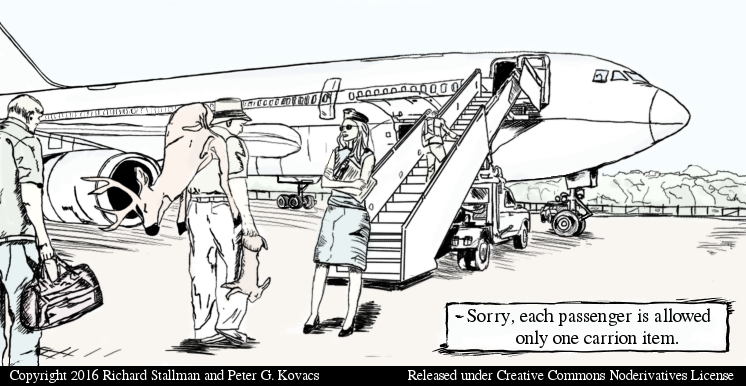 - Sorry, each passenger is allowed
only one carrion item.
Copyright 2016 Richard Stallman and Peter G. Kovacs
Released under Creative Commons Noderivatives License